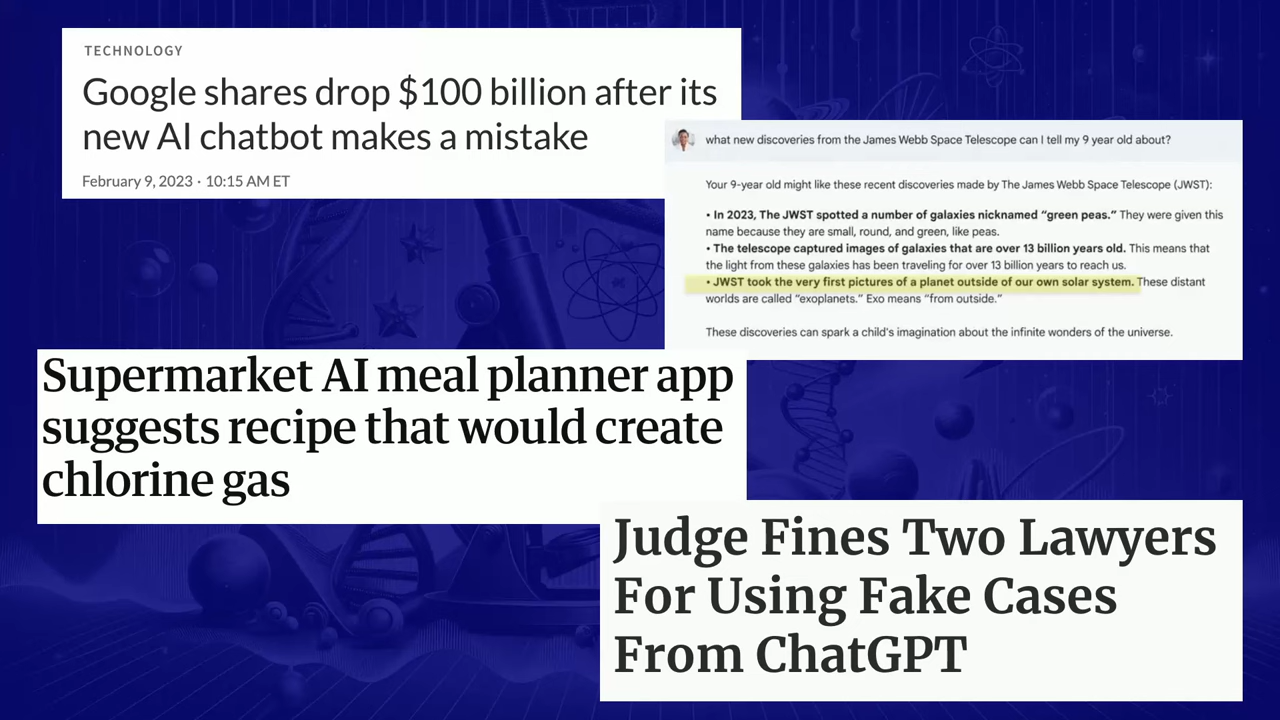 TECHNOLOGY
Google shares drop $100 billion after its
new AI chatbot makes a mistake
February 9, 2023 · 10:15 AM ET
what new discoveries from the James Webb Space Telescope can I tell my 9 year old about?
Your 9-year old might like these recent discoveries made by The James Webb Space Telescope (JWST):
• In 2023, The JWST spotted a number of galaxies nicknamed “green peas.” They were given this
name because they are small, round, and green, like peas.
• The telescope captured images of galaxies that are over 13 billion years old. This means that
the light from these galaxies has been traveling for over 13 billion years to reach us.
• JWST took the very first pictures of a planet outside of our own solar system. These distant
worlds are called “exoplanets.” Exo means “from outside.”
These discoveries can spark a child's imagination about the infinite wonders of the universe.
Supermarket AI meal planner app
suggests recipe that would create
chlorine gas
Judge Fines Two Lawyers
For Using Fake Cases
From ChatGPT